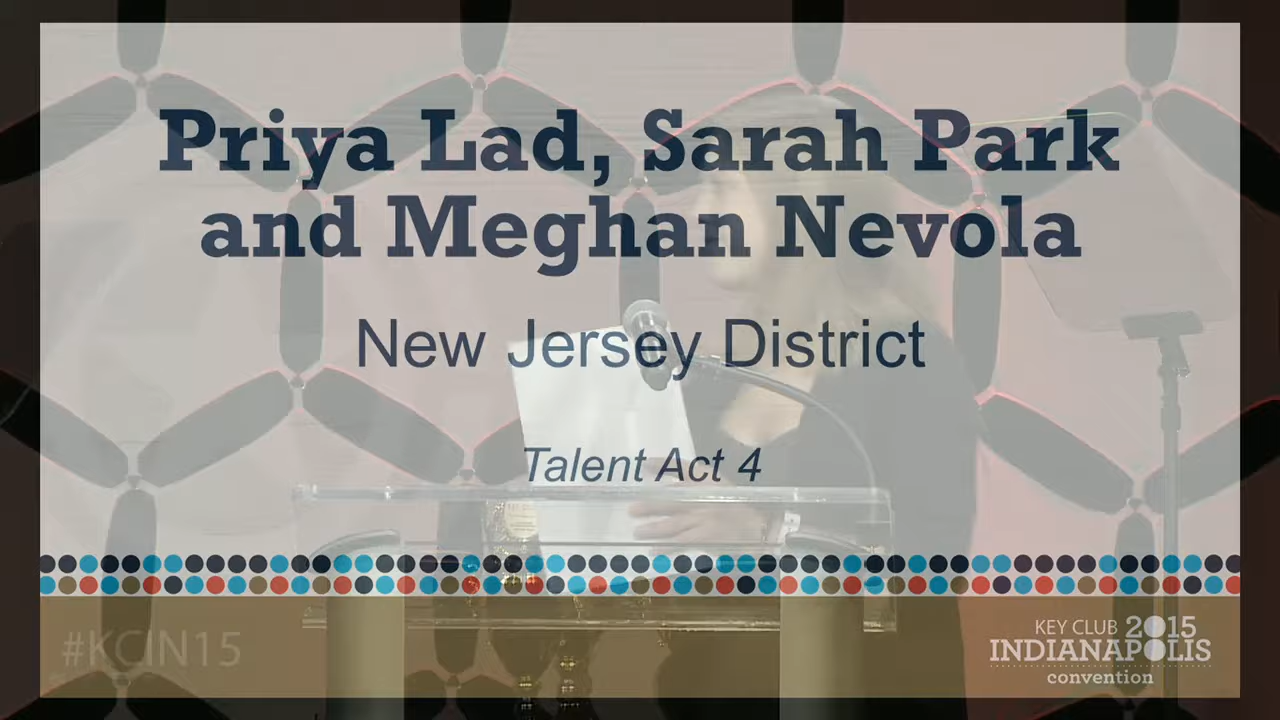 Priya Lad, Sarah Park
and Meghan Nevola
New Jersey District
Talent Act 4
#KCIN15
KEY CLUB 2015
INDIANAPOLIS
convention